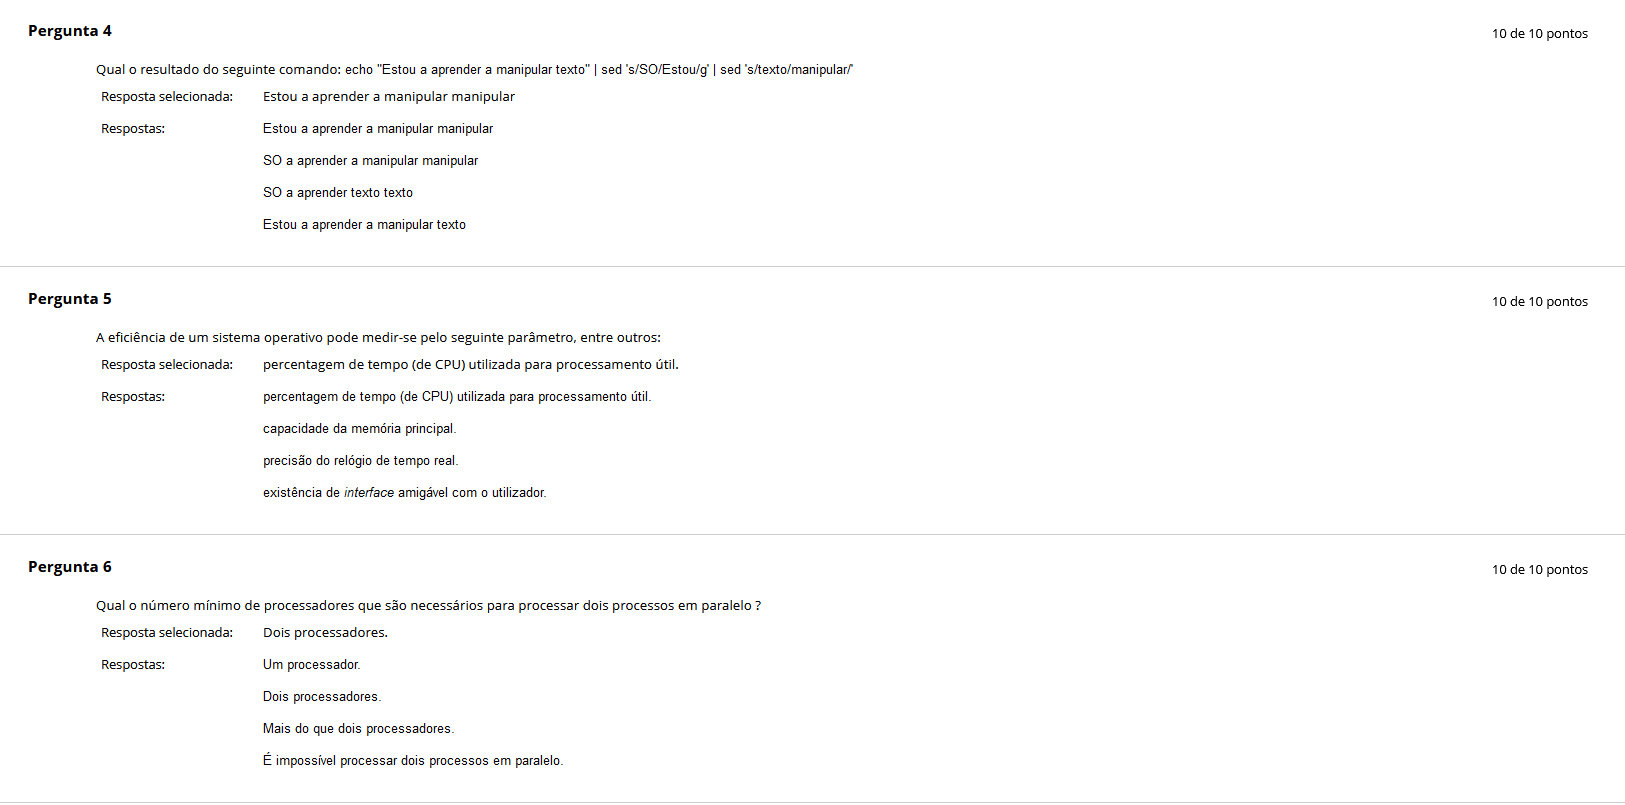 Pergunta 4
10 de 10 pontos
Qual o resultado do seguinte comando: echo "Estou a aprender a manipular texto" | sed 's/SO/Estou/g' | sed 's/texto/manipular/'
Resposta selecionada: Estou a aprender a manipular manipular
Respostas: Estou a aprender a manipular manipular
SO a aprender a manipular manipular
SO a aprender texto texto
Estou a aprender a manipular texto
Pergunta 5
10 de 10 pontos
A eficiência de um sistema operativo pode medir-se pelo seguinte parâmetro, entre outros:
Resposta selecionada: percentagem de tempo (de CPU) utilizada para processamento útil.
Respostas: percentagem de tempo (de CPU) utilizada para processamento útil.
capacidade da memória principal.
precisão do relógio de tempo real.
existência de interface amigável com o utilizador.
Pergunta 6
10 de 10 pontos
Qual o número mínimo de processadores que são necessários para processar dois processos em paralelo ?
Resposta selecionada: Dois processadores.
Respostas: Um processador.
Dois processadores.
Mais do que dois processadores.
É impossível processar dois processos em paralelo.